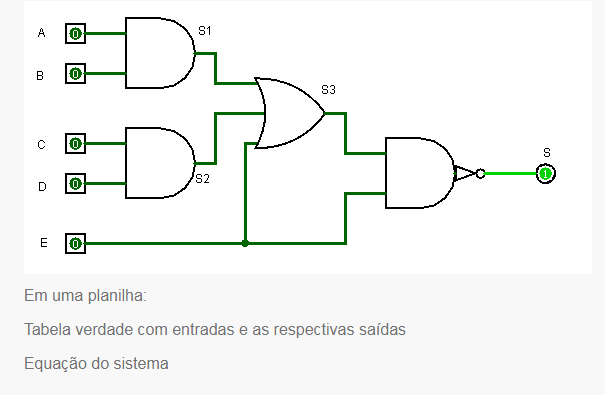 A
0
S1
B
0
S3
C
0
S
D
0
S2
1
E
0
Em uma planilha:
Tabela verdade com entradas e as respectivas saídas
Equação do sistema